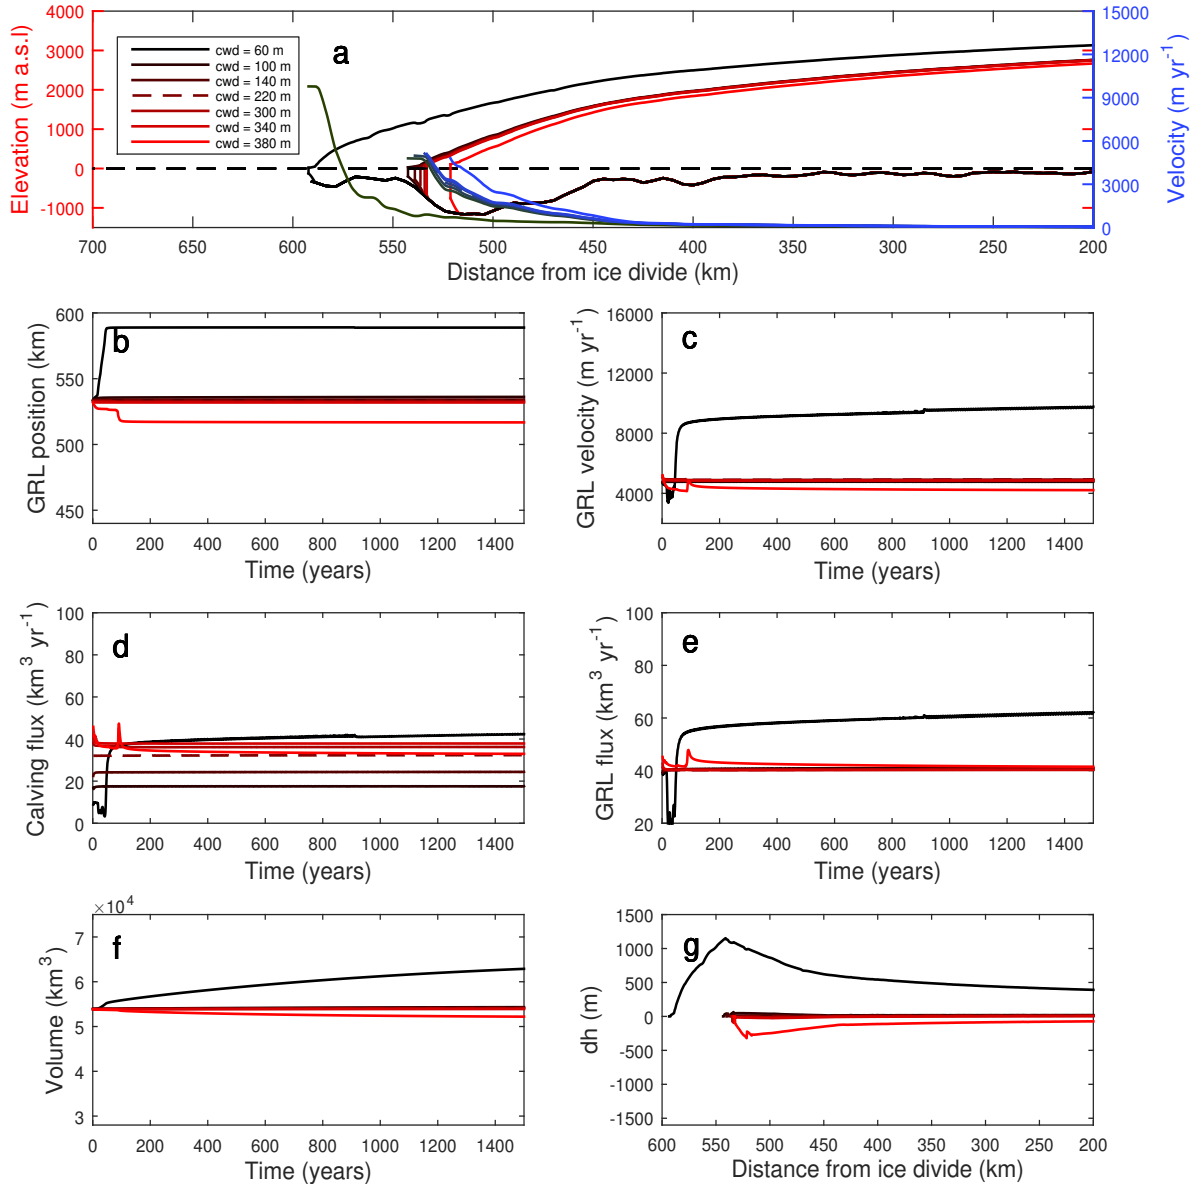 4000
3000
2000
1000
0
-1000
Elevation (m a.s.l)
cwd = 60 m
cwd = 100 m
cwd = 140 m
cwd = 220 m
cwd = 300 m
cwd = 340 m
cwd = 380 m
a
15000
12000
9000
6000
3000
0
Velocity (m yr⁻¹)
700 650 600 550 500 450 400 350 300 250 200
Distance from ice divide (km)
600
550
500
450
GRL position (km)
b
0 200 400 600 800 1000 1200 1400
Time (years)
16000
12000
8000
4000
GRL velocity (m yr⁻¹)
c
0 200 400 600 800 1000 1200 1400
Time (years)
100
80
60
40
20
0
Calving flux (km³ yr⁻¹)
d
0 200 400 600 800 1000 1200 1400
Time (years)
100
80
60
40
20
GRL flux (km³ yr⁻¹)
e
0 200 400 600 800 1000 1200 1400
Time (years)
×10⁴
7
6
5
4
3
Volume (km³)
f
0 200 400 600 800 1000 1200 1400
Time (years)
1500
1000
500
0
-500
-1000
-1500
dh (m)
g
600 550 500 450 400 350 300 250 200
Distance from ice divide (km)